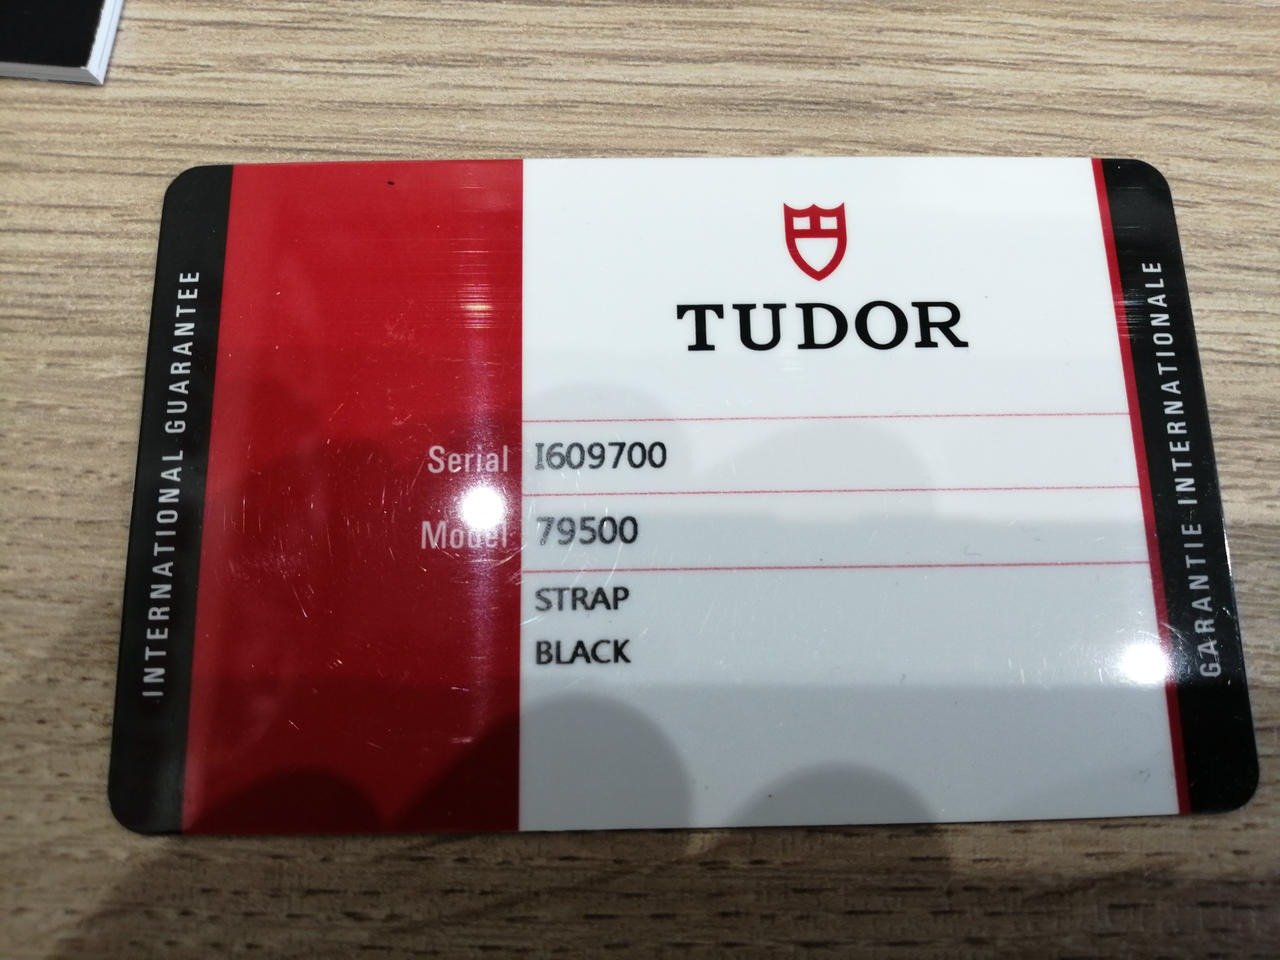 INTERNATIONAL GUARANTEE
TUDOR
Serial I609700
Model 79500
STRAP
BLACK
GARANTIE INTERNATIONALE